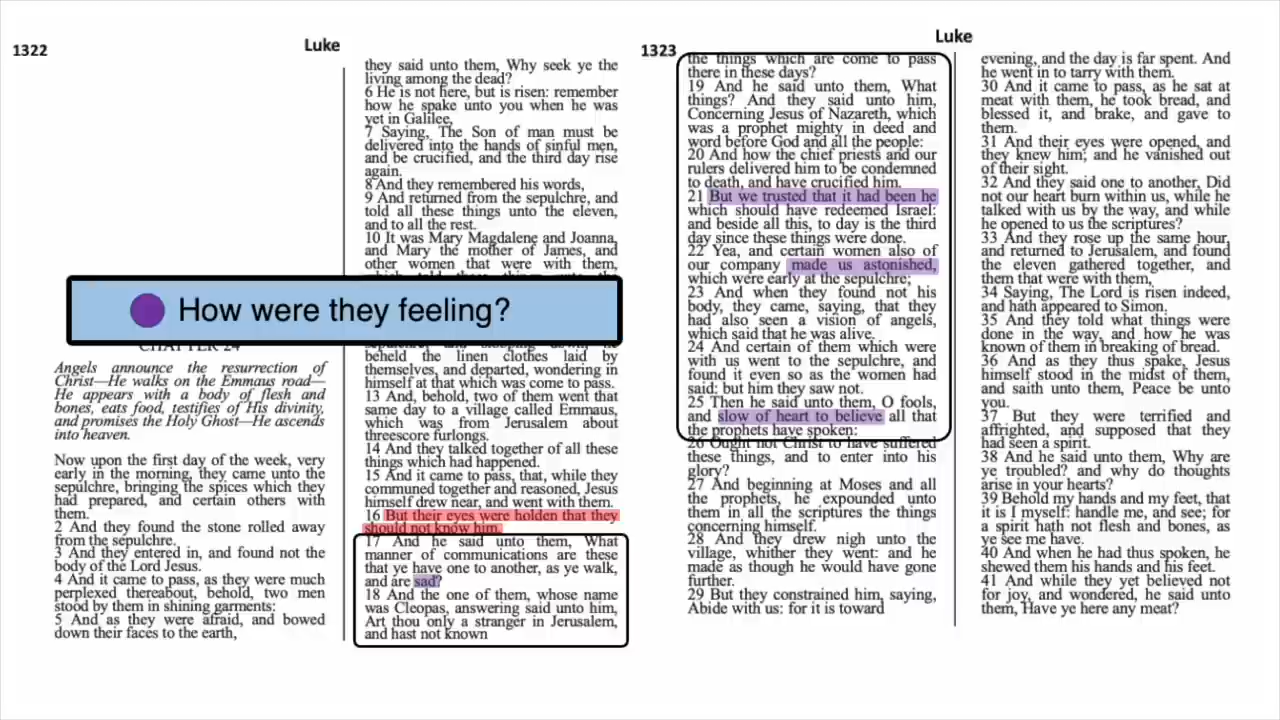 1322
Luke
How were they feeling?
CHAPTER 24
Angels announce the resurrection of
Christ—He walks on the Emmaus road—
He appears with a body of flesh and
bones, eats food, testifies of His divinity,
and promises the Holy Ghost—He ascends
into heaven.
Now upon the first day of the week, very
early in the morning, they came unto the
sepulchre, bringing the spices which they
had prepared, and certain others with
them.
2 And they found the stone rolled away
from the sepulchre.
3 And they entered in, and found not the
body of the Lord Jesus.
4 And it came to pass, as they were much
perplexed thereabout, behold, two men
stood by them in shining garments:
5 And as they were afraid, and bowed
down their faces to the earth,
they said unto them, Why seek ye the
living among the dead?
6 He is not here, but is risen: remember
how he spake unto you when he was
yet in Galilee,
7 Saying, The Son of man must be
delivered into the hands of sinful men,
and be crucified, and the third day rise
again.
8 And they remembered his words,
9 And returned from the sepulchre, and
told all these things unto the eleven,
and to all the rest.
10 It was Mary Magdalene and Joanna,
and Mary the mother of James, and
other women that were with them,
beheld the linen clothes laid by
themselves, and departed, wondering in
himself at that which was come to pass.
13 And, behold, two of them went that
same day to a village called Emmaus,
which was from Jerusalem about
threescore furlongs.
14 And they talked together of all these
things which had happened.
15 And it came to pass, that, while they
communed together and reasoned, Jesus
himself drew near, and went with them.
16 But their eyes were holden that they
should not know him.
17 And he said unto them, What
manner of communications are these
that ye have one to another, as ye walk,
and are sad?
18 And the one of them, whose name
was Cleopas, answering said unto him,
Art thou only a stranger in Jerusalem,
and hast not known
1323
Luke
the things which are come to pass
there in these days?
19 And he said unto them, What
things? And they said unto him,
Concerning Jesus of Nazareth, which
was a prophet mighty in deed and
word before God and all the people:
20 And how the chief priests and our
rulers delivered him to be condemned
to death, and have crucified him.
21 But we trusted that it had been he
which should have redeemed Israel:
and beside all this, to day is the third
day since these things were done.
22 Yea, and certain women also of
our company made us astonished,
which were early at the sepulchre;
23 And when they found not his
body, they came, saying, that they
had also seen a vision of angels,
which said that he was alive.
24 And certain of them which were
with us went to the sepulchre, and
found it even so as the women had
said: but him they saw not.
25 Then he said unto them, O fools,
and slow of heart to believe all that
the prophets have spoken:
26 Ought not Christ to have suffered
these things, and to enter into his
glory?
27 And beginning at Moses and all
the prophets, he expounded unto
them in all the scriptures the things
concerning himself.
28 And they drew nigh unto the
village, whither they went: and he
made as though he would have gone
further.
29 But they constrained him, saying,
Abide with us: for it is toward
evening, and the day is far spent. And
he went in to tarry with them.
30 And it came to pass, as he sat at
meat with them, he took bread, and
blessed it, and brake, and gave to
them.
31 And their eyes were opened, and
they knew him; and he vanished out
of their sight.
32 And they said one to another, Did
not our heart burn within us, while he
talked with us by the way, and while
he opened to us the scriptures?
33 And they rose up the same hour,
and returned to Jerusalem, and found
the eleven gathered together, and
them that were with them,
34 Saying, The Lord is risen indeed,
and hath appeared to Simon.
35 And they told what things were
done in the way, and how he was
known of them in breaking of bread.
36 And as they thus spake, Jesus
himself stood in the midst of them,
and saith unto them, Peace be unto
you.
37 But they were terrified and
affrighted, and supposed that they
had seen a spirit.
38 And he said unto them, Why are
ye troubled? and why do thoughts
arise in your hearts?
39 Behold my hands and my feet, that
it is I myself: handle me, and see; for
a spirit hath not flesh and bones, as
ye see me have.
40 And when he had thus spoken, he
shewed them his hands and his feet.
41 And while they yet believed not
for joy, and wondered, he said unto
them, Have ye here any meat?